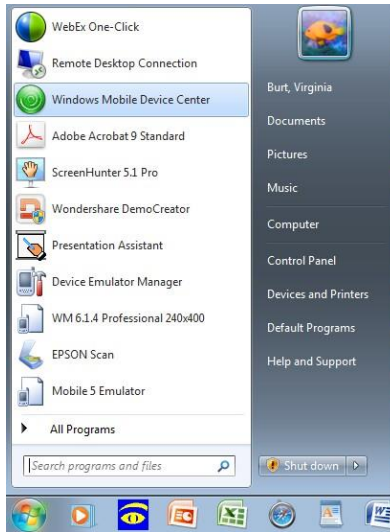 WebEx One-Click
Remote Desktop Connection
Windows Mobile Device Center
Adobe Acrobat 9 Standard
ScreenHunter 5.1 Pro
Wondershare DemoCreator
Presentation Assistant
Device Emulator Manager
WM 6.1.4 Professional 240x400
EPSON Scan
Mobile 5 Emulator
All Programs
Search programs and files
Burt, Virginia
Documents
Pictures
Music
Computer
Control Panel
Devices and Printers
Default Programs
Help and Support
Shut down